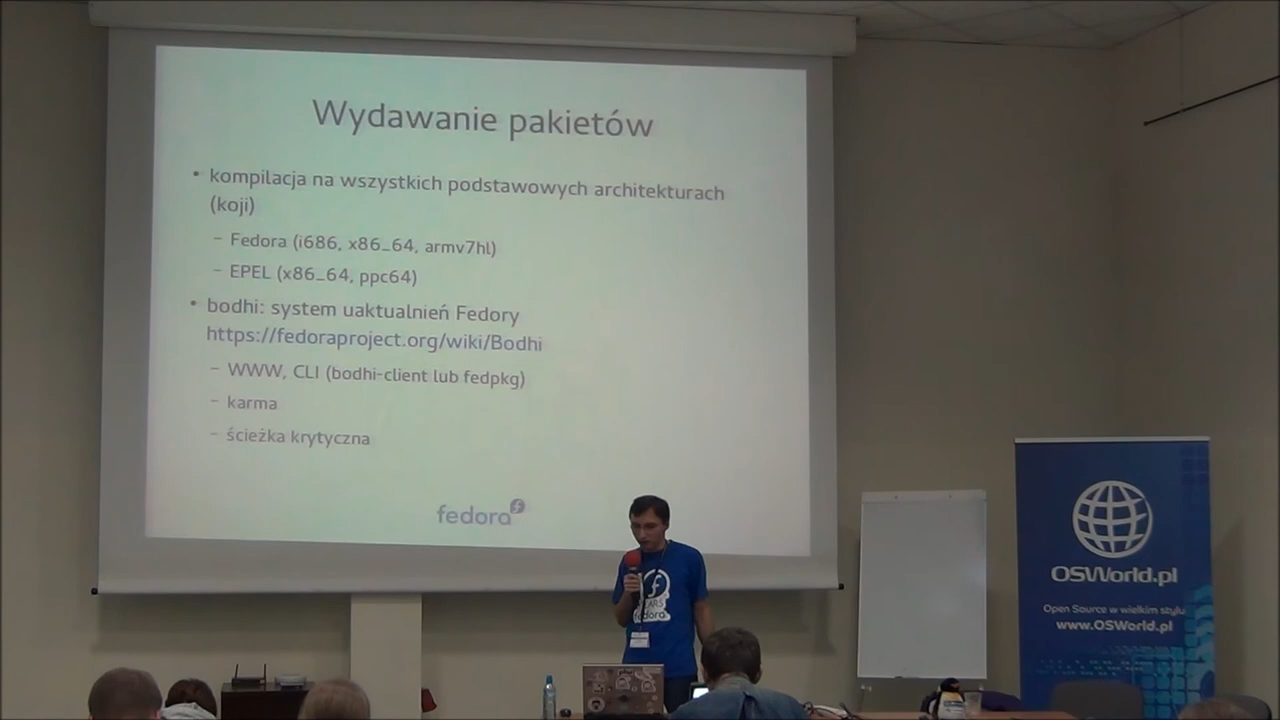 Wydawanie pakietów
• kompilacja na wszystkich podstawowych architekturach
(koji)
– Fedora (i686, x86_64, armv7hl)
– EPEL (x86_64, ppc64)
• bodhi: system uaktualnień Fedory
https://fedoraproject.org/wiki/Bodhi
– WWW, CLI (bodhi-client lub fedpkg)
– karma
– ścieżka krytyczna
fedora
YEARS
fedora
OSWorld.pl
Open Source w wielkim stylu
www.OSWorld.pl